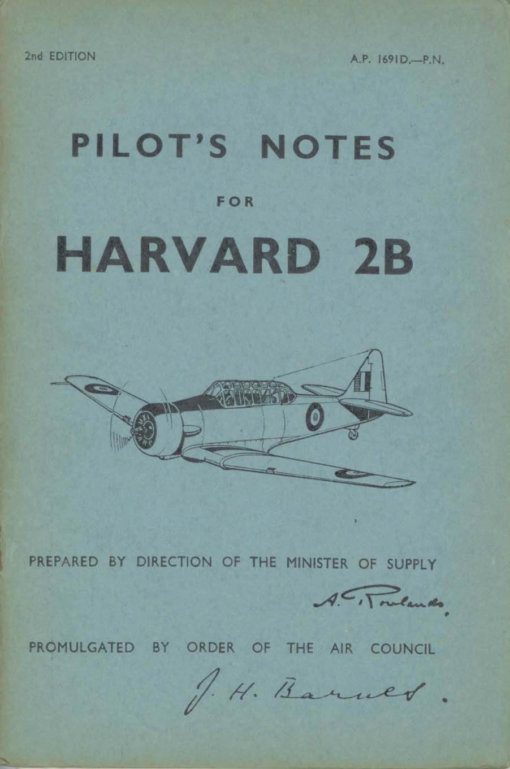 2nd EDITION A.P. 1691D.—P.N.
PILOT'S NOTES
FOR
HARVARD 2B
PREPARED BY DIRECTION OF THE MINISTER OF SUPPLY
A. Rowlands.
PROMULGATED BY ORDER OF THE AIR COUNCIL
J. H. Barnes.